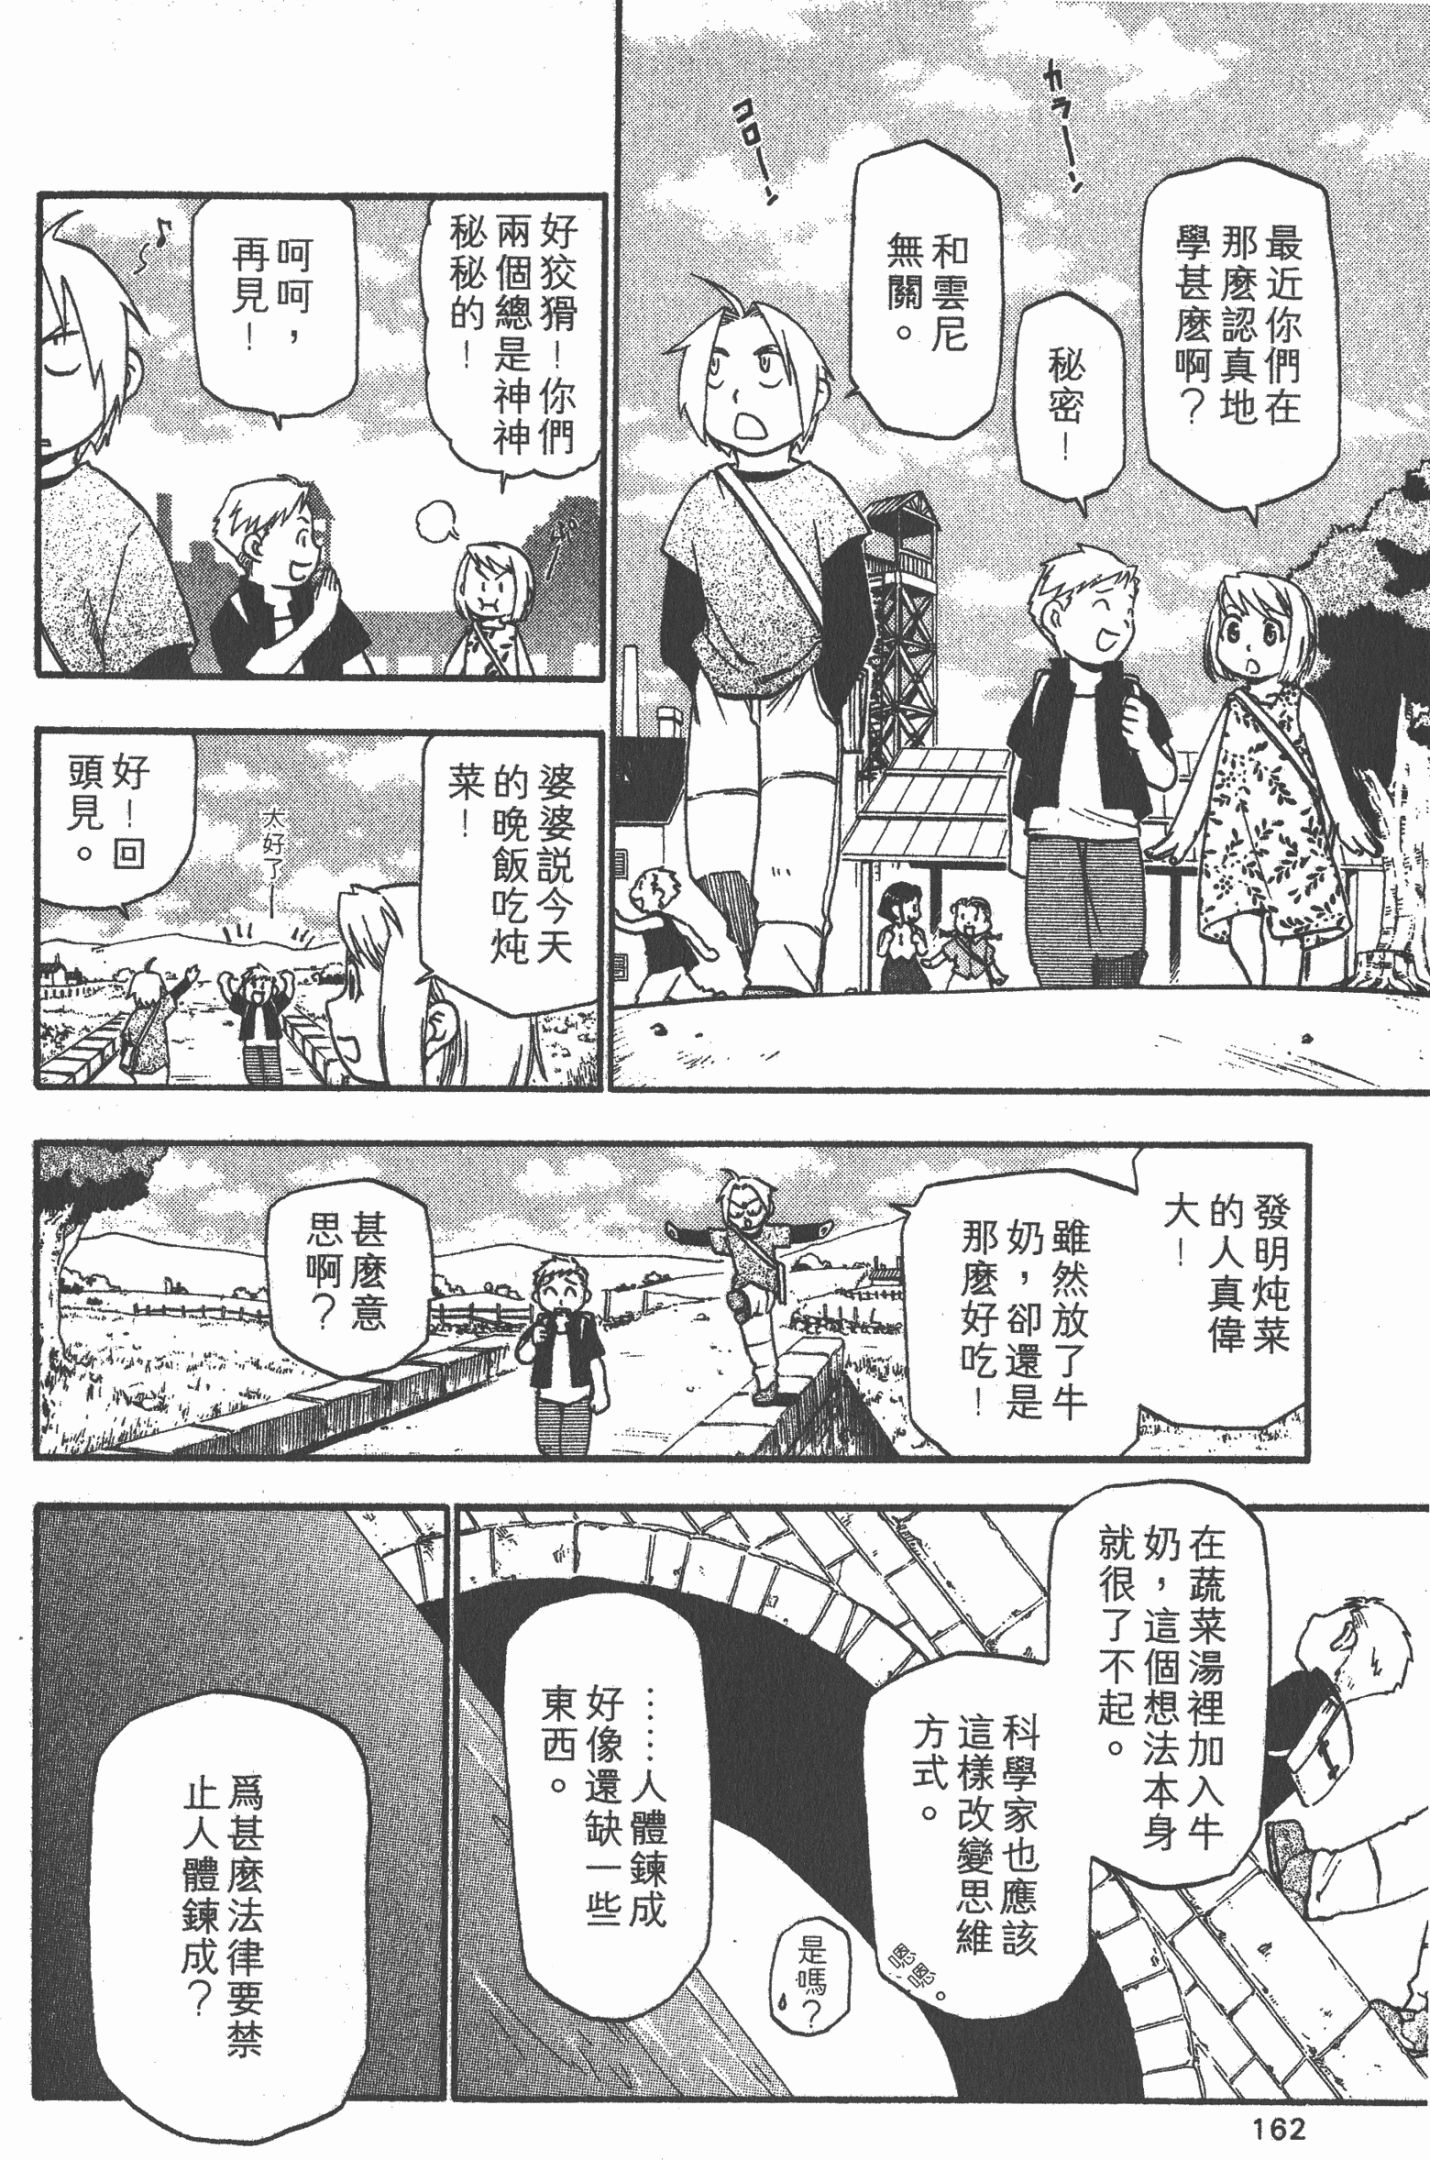 カラーン
コローン
最近你們在
那麼認真地
學甚麼啊？
秘密！
和雲尼
無關。
好狡猾！你們
兩個總是神神
秘秘的！
呵呵，
再見！
婆婆説今天
的晚飯吃炖
菜！
太好了—
好！回
頭見。
發明炖菜
的人真偉
大！
雖然放了牛
奶，卻還是
那麼好吃！
甚麼意
思啊？
在蔬菜湯裡加入牛
奶，這個想法本身
就很了不起。
科學家也應該
這樣改變思維
方式。
嗯嗯。
是嗎？
……人體鍊成
好像還缺一些
東西。
爲甚麼法律要禁
止人體鍊成？
162